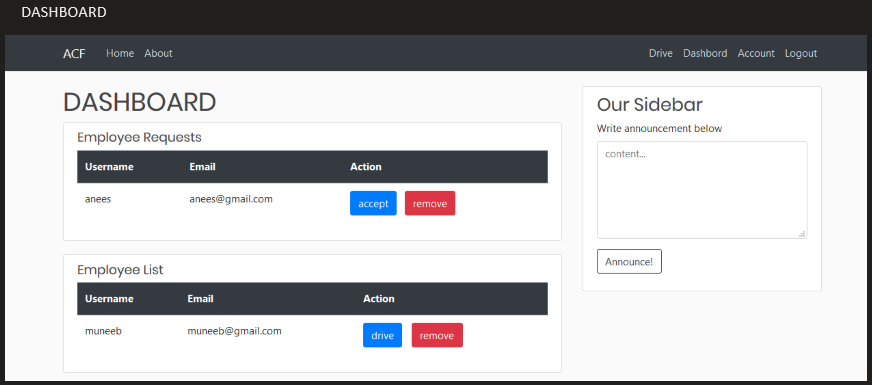 DASHBOARD
ACF Home About Drive Dashbord Account Logout
DASHBOARD
Employee Requests
Username Email Action
anees anees@gmail.com accept remove
Employee List
Username Email Action
muneeb muneeb@gmail.com drive remove
Our Sidebar
Write announcement below
content...
Announce!